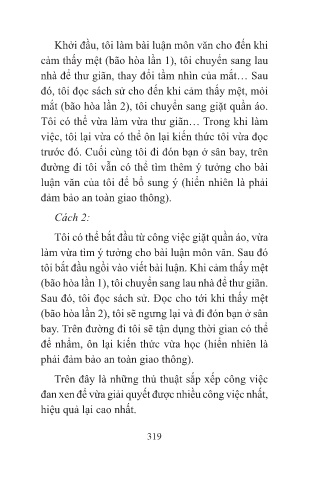 Khởi đầu, tôi làm bài luận môn văn cho đến khi
cảm thấy mệt (bão hòa lần 1), tôi chuyển sang lau
nhà để thư giãn, thay đổi tầm nhìn của mắt… Sau
đó, tôi đọc sách sử cho đến khi cảm thấy mệt, mỏi
mắt (bão hòa lần 2), tôi chuyển sang giặt quần áo.
Tôi có thể vừa làm vừa thư giãn… Trong khi làm
việc, tôi lại vừa có thể ôn lại kiến thức tôi vừa đọc
trước đó. Cuối cùng tôi đi đón bạn ở sân bay, trên
đường đi tôi vẫn có thể tìm thêm ý tưởng cho bài
luận văn của tôi để bổ sung ý (hiển nhiên là phải
đảm bảo an toàn giao thông).
Cách 2:
Tôi có thể bắt đầu từ công việc giặt quần áo, vừa
làm vừa tìm ý tưởng cho bài luận môn văn. Sau đó
tôi bắt đầu ngồi vào viết bài luận. Khi cảm thấy mệt
(bão hòa lần 1), tôi chuyển sang lau nhà để thư giãn.
Sau đó, tôi đọc sách sử. Đọc cho tới khi thấy mệt
(bão hòa lần 2), tôi sẽ ngưng lại và đi đón bạn ở sân
bay. Trên đường đi tôi sẽ tận dụng thời gian có thể
để nhẩm, ôn lại kiến thức vừa học (hiển nhiên là
phải đảm bảo an toàn giao thông).
Trên đây là những thủ thuật sắp xếp công việc
đan xen để vừa giải quyết được nhiều công việc nhất,
hiệu quả lại cao nhất.
319